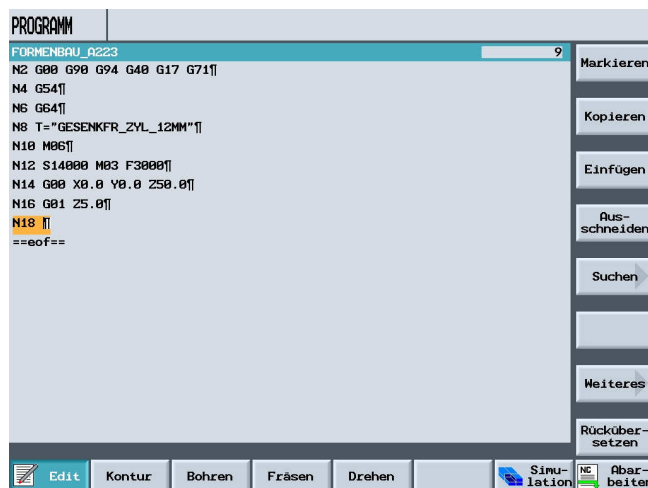 PROGRAMM
FORMENBAU_A223 9
N2 G00 G90 G94 G40 G17 G71¶
N4 G54¶
N6 G64¶
N8 T="GESENKFR_ZYL_12MM"¶
N10 M06¶
N12 S14000 M03 F3000¶
N14 G00 X0.0 Y0.0 Z50.0¶
N16 G01 Z5.0¶
N18 ¶
==eof==
Markieren
Kopieren
Einfügen
Aus-
schneiden
Suchen
Weiteres
Rücküber-
setzen
Edit
Kontur
Bohren
Fräsen
Drehen
Simu-
lation
NC Abar-
beiten